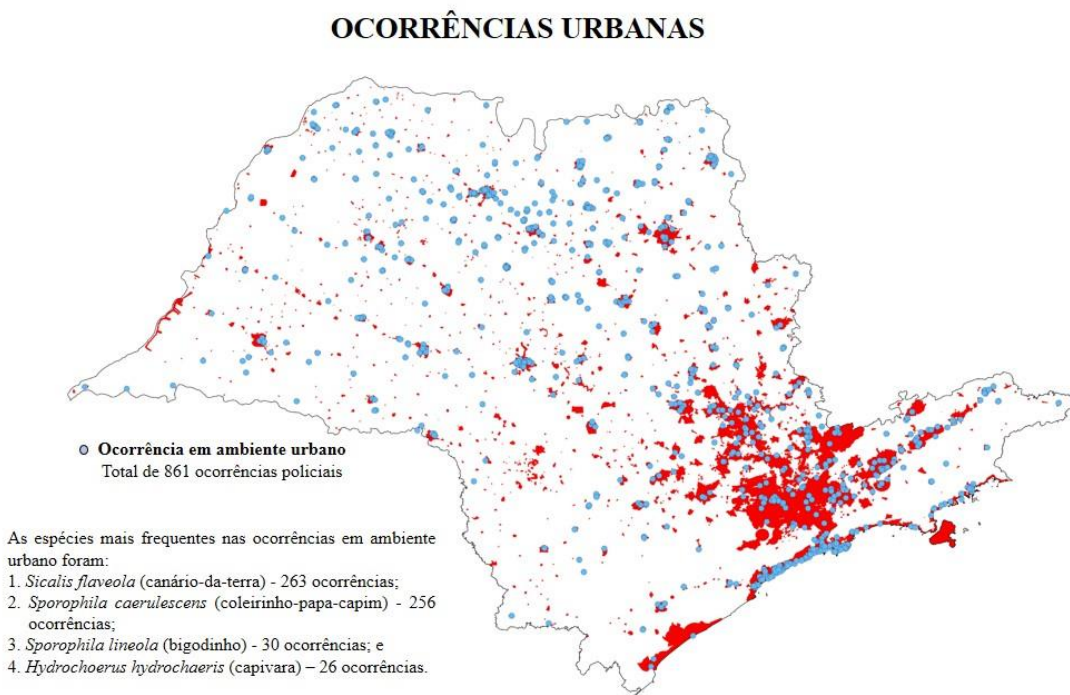 OCORRÊNCIAS URBANAS
Ocorrência em ambiente urbano
Total de 861 ocorrências policiais
As espécies mais frequentes nas ocorrências em ambiente
urbano foram:
1. Sicalis flaveola (canário-da-terra) - 263 ocorrências;
2. Sporophila caerulescens (coleirinho-papa-capim) - 256
ocorrências;
3. Sporophila lineola (bigodinho) - 30 ocorrências; e
4. Hydrochoerus hydrochaeris (capivara) – 26 ocorrências.